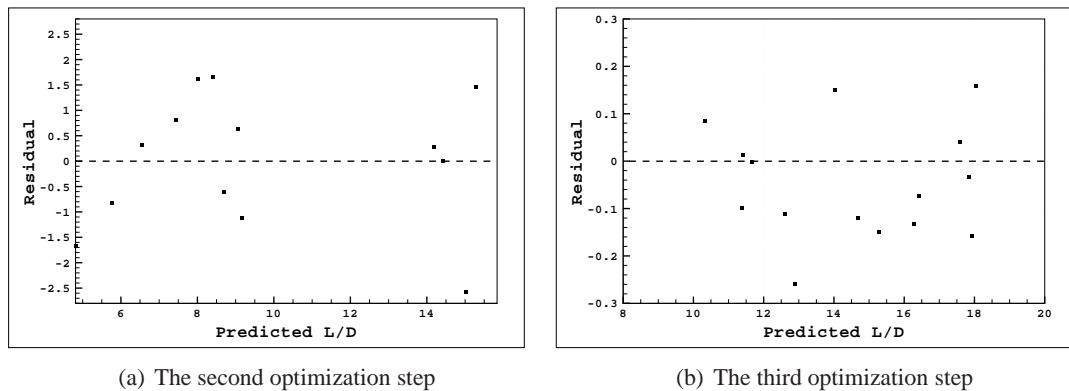 2.5
2
1.5
1
0.5
0
-0.5
-1
-1.5
-2
-2.5
Residual
6 8 10 12 14
Predicted L/D
(a) The second optimization step
0.3
0.2
0.1
0
-0.1
-0.2
-0.3
Residual
8 10 12 14 16 18 20
Predicted L/D
(b) The third optimization step